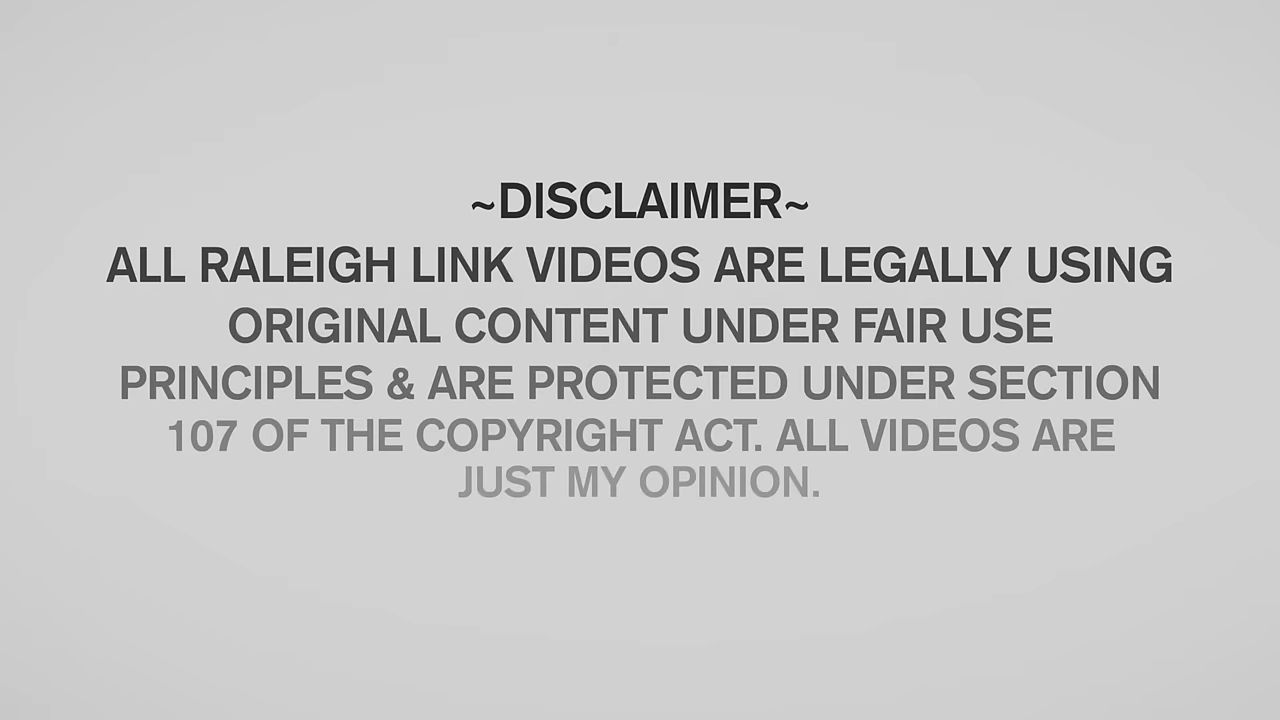 ~DISCLAIMER~
ALL RALEIGH LINK VIDEOS ARE LEGALLY USING
ORIGINAL CONTENT UNDER FAIR USE
PRINCIPLES & ARE PROTECTED UNDER SECTION
107 OF THE COPYRIGHT ACT. ALL VIDEOS ARE
JUST MY OPINION.